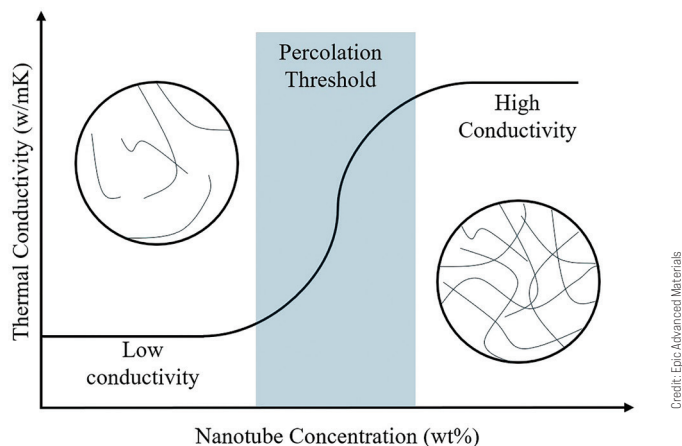 Percolation
Threshold
High
Conductivity
Thermal Conductivity (w/mK)
Low
conductivity
Nanotube Concentration (wt%)
Credit: Epic Advanced Materials